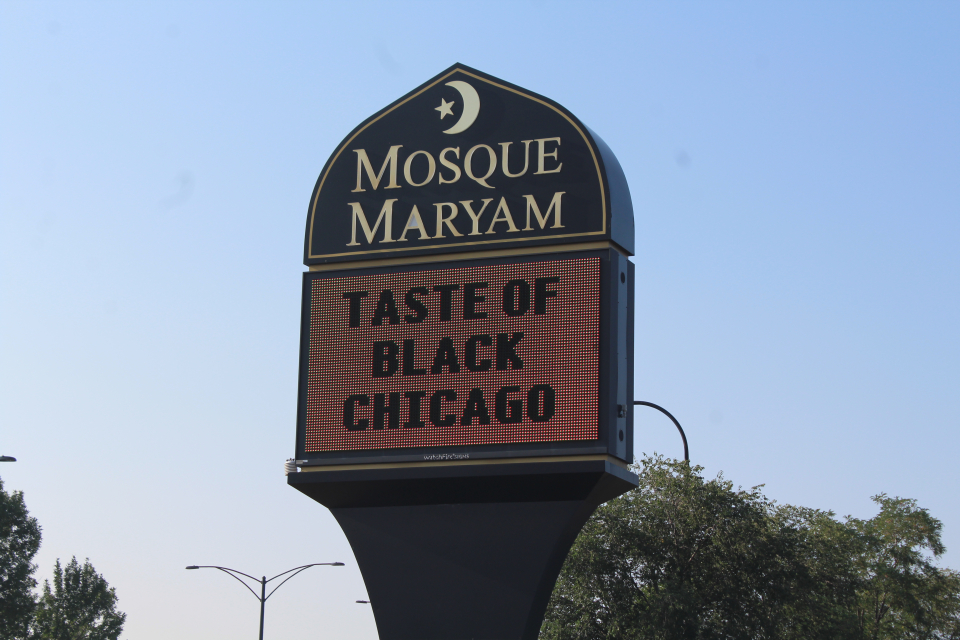 MOSQUE
MARYAM
TASTE OF
BLACK
CHICAGO